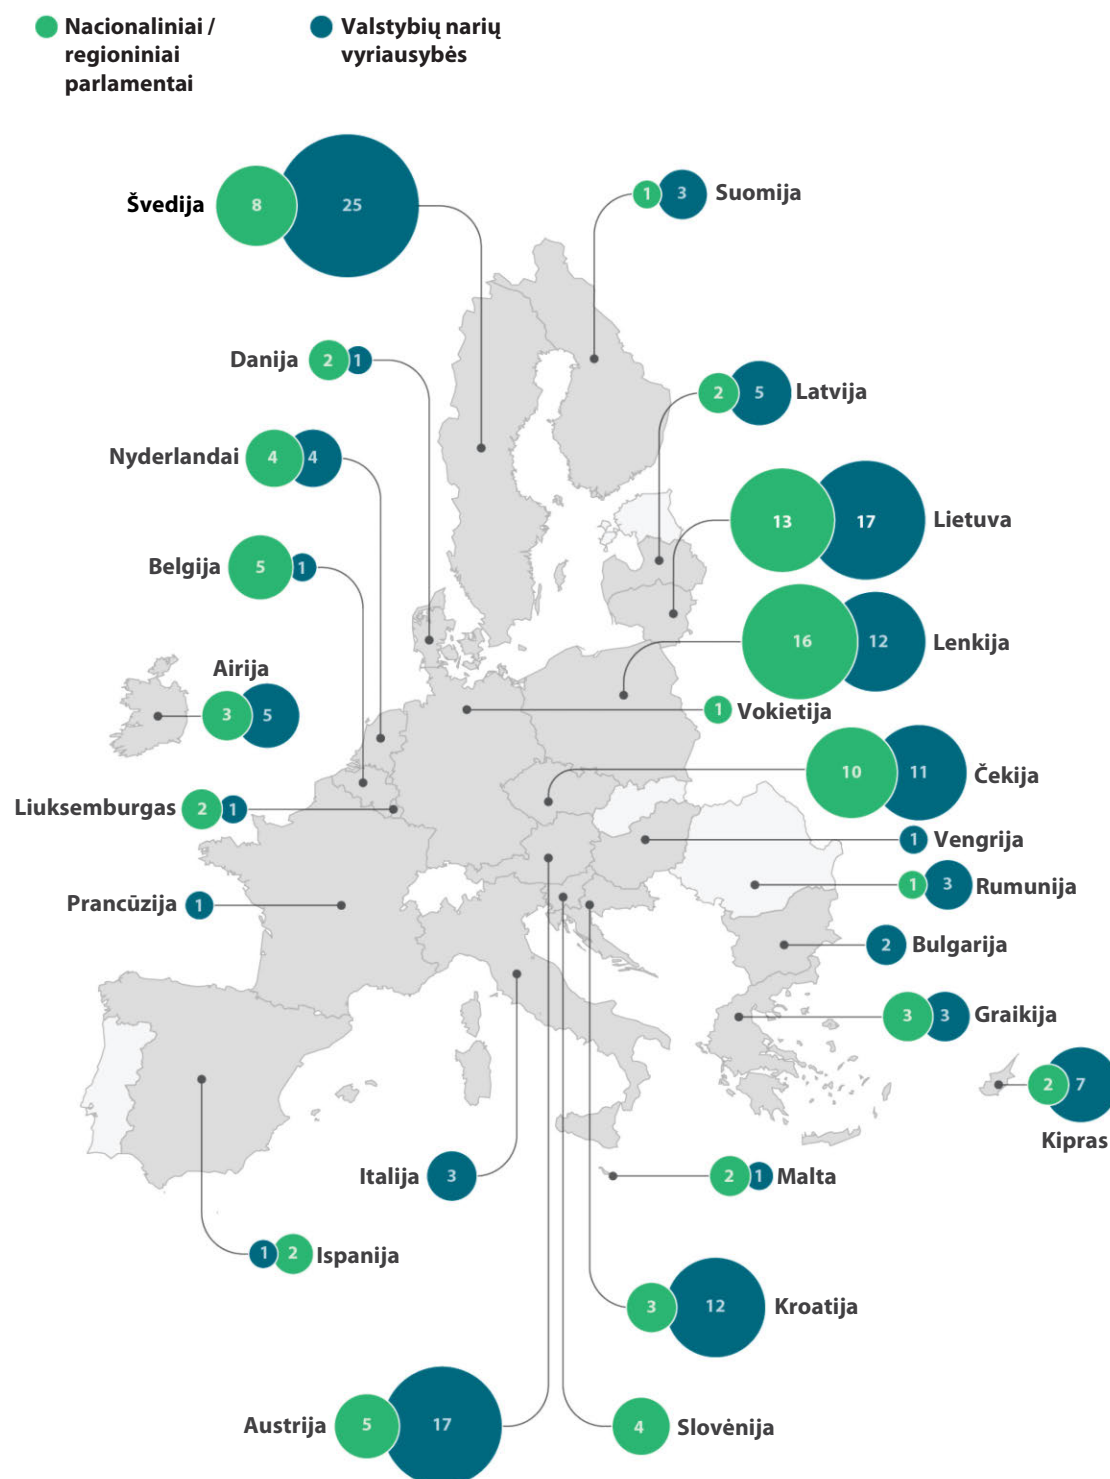 Nacionaliniai /
regioniniai
parlamentai
Valstybių narių
vyriausybės
Švedija
8
25
1
3
Suomija
Danija
2
1
2
5
Latvija
Nyderlandai
4
4
13
17
Lietuva
Belgija
5
1
16
12
Lenkija
Airija
3
5
1
Vokietija
10
11
Čekija
Liuksemburgas
2
1
1
Vengrija
1
3
Rumunija
Prancūzija
1
2
Bulgarija
3
3
Graikija
2
7
Kipras
Italija
3
2
1
Malta
1
2
Ispanija
3
12
Kroatija
Austrija
5
17
4
Slovėnija